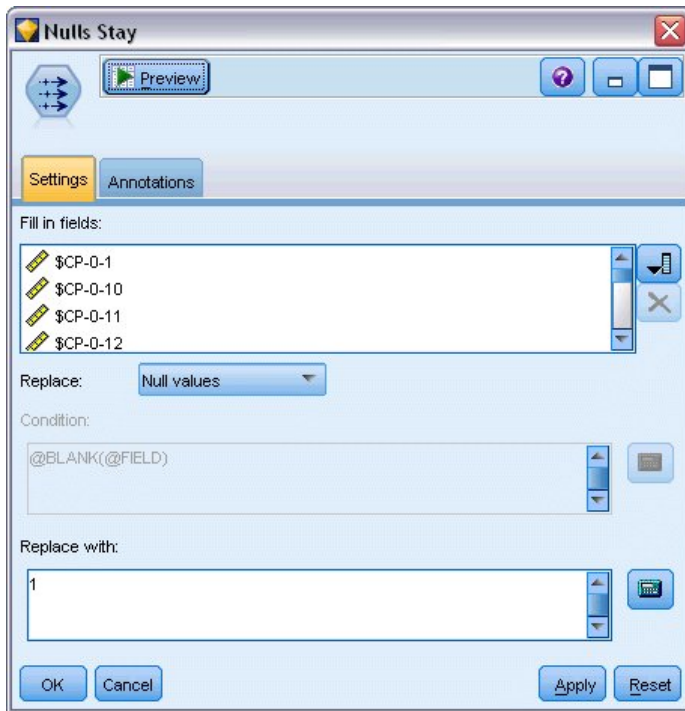 Nulls Stay
Preview
?
Settings Annotations
Fill in fields:
$CP-0-1
$CP-0-10
$CP-0-11
$CP-0-12
Replace: Null values
Condition:
@BLANK(@FIELD)
Replace with:
1
OK Cancel Apply Reset